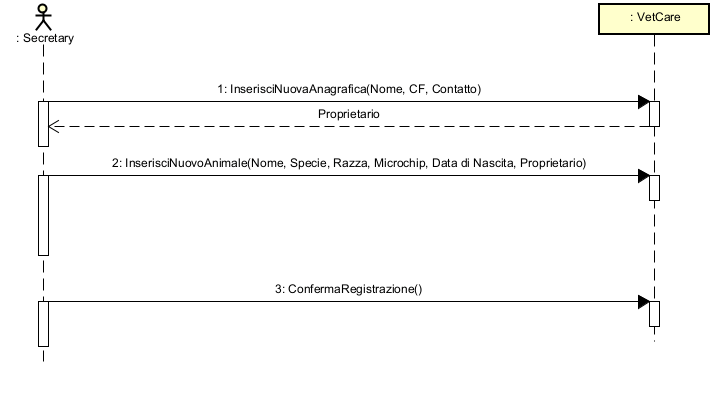 : Secretary
: VetCare
1: InserisciNuovaAnagrafica(Nome, CF, Contatto)
Proprietario
2: InserisciNuovoAnimale(Nome, Specie, Razza, Microchip, Data di Nascita, Proprietario)
3: ConfermaRegistrazione()